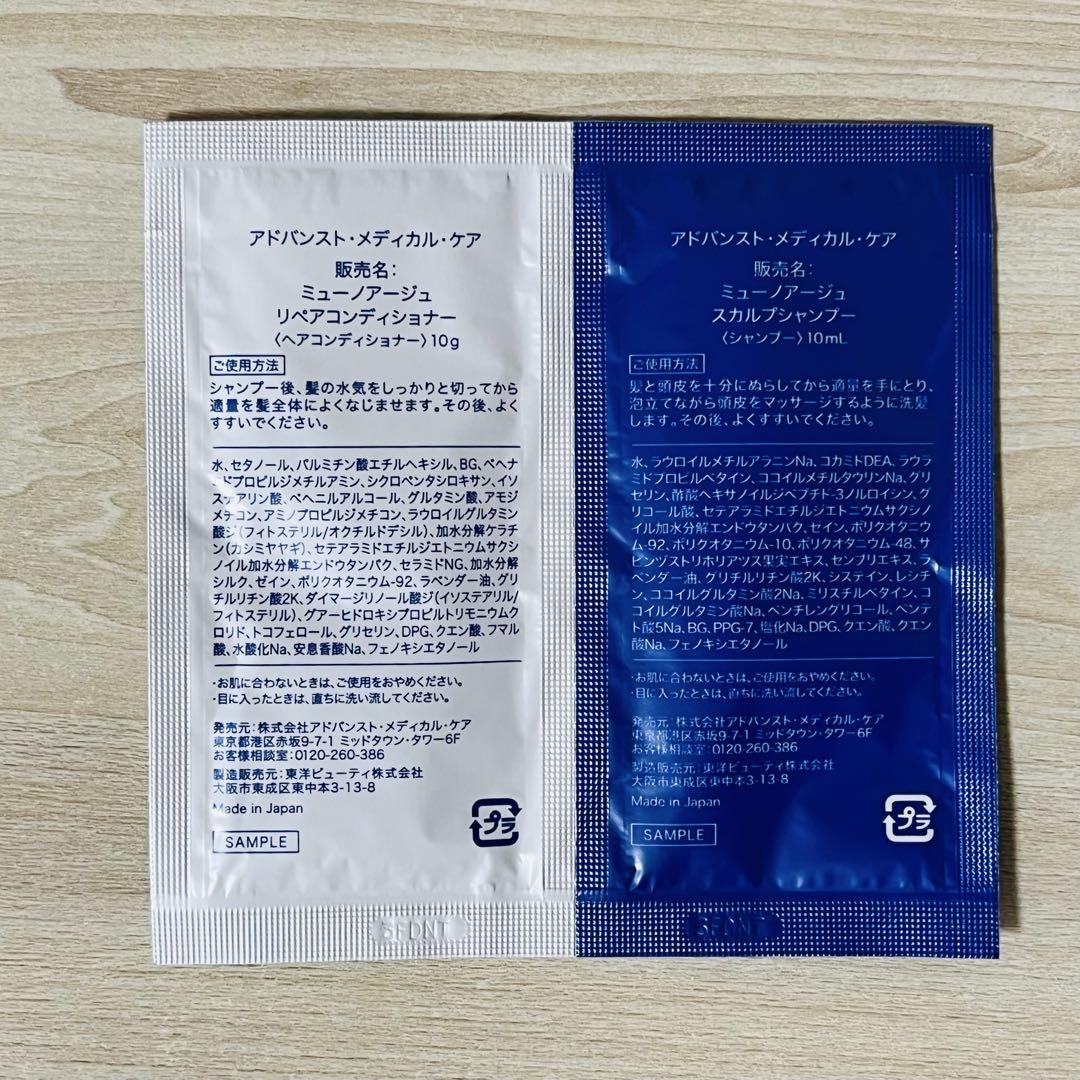 アドバンスト・メディカル・ケア
販売名：
ミューノアージュ
リペアコンディショナー
〈ヘアコンディショナー〉10g
ご使用方法
シャンプー後、髪の水気をしっかりと切ってから
適量を髪全体によくなじませます。その後、よく
すすいでください。
水、セタノール、パルミチン酸エチルヘキシル、BG、ベヘナ
ミドプロピルジメチルアミン、シクロペンタシロキサン、イソ
ステアリン酸、ベヘニルアルコール、グルタミン酸、アモジ
メチコン、アミノプロピルジメチコン、ラウロイルグルタミン
酸ジ(フィトステリル/オクチルドデシル)、加水分解ケラチ
ン(カシミヤヤギ)、セテアラミドエチルジエトニウムサクシ
ノイル加水分解エンドウタンパク、セラミドNG、加水分解
シルク、ゼイン、ポリクオタニウム-92、ラベンダー油、グリ
チルリチン酸2K、ダイマージリノール酸ジ(イソステアリル/
フィトステリル)、グアーヒドロキシプロピルトリモニウムク
ロリド、トコフェロール、グリセリン、DPG、クエン酸、フマル
酸、水酸化Na、安息香酸Na、フェノキシエタノール
・お肌に合わないときは、ご使用をおやめください。
・目に入ったときは、直ちに洗い流してください。
発売元：株式会社アドバンスト・メディカル・ケア
東京都港区赤坂9-7-1 ミッドタウン・タワー6F
お客様相談室：0120-260-386
製造販売元：東洋ビューティ株式会社
大阪市東成区東中本3-13-8
Made in Japan
プラ
SAMPLE
5FDNT
アドバンスト・メディカル・ケア
販売名：
ミューノアージュ
スカルプシャンプー
〈シャンプー〉10mL
ご使用方法
髪と頭皮を十分にぬらしてから適量を手にとり、
泡立てながら頭皮をマッサージするように洗髪
します。その後、よくすすいでください。
水、ラウロイルメチルアラニンNa、コカミドDEA、ラウラ
ミドプロピルベタイン、ココイルメチルタウリンNa、グリ
セリン、酢酸ヘキサノイルジペプチド-3ノルロイシン、グ
リコール酸、セテアラミドエチルジエトニウムサクシノ
イル加水分解エンドウタンパク、ゼイン、ポリクオタニウ
ム-92、ポリクオタニウム-10、ポリクオタニウム-48、サ
ピンヅストリホリアツス果実エキス、センブリエキス、ラ
ベンダー油、グリチルリチン酸2K、システイン、レシチ
ン、ココイルグルタミン酸2Na、ミリスチルベタイン、コ
コイルグルタミン酸Na、ペンチレングリコール、ペンテ
ト酸5Na、BG、PPG-7、塩化Na、DPG、クエン酸、クエン
酸Na、フェノキシエタノール
・お肌に合わないときは、ご使用をおやめください。
・目に入ったときは、直ちに洗い流してください。
発売元：株式会社アドバンスト・メディカル・ケア
東京都港区赤坂9-7-1 ミッドタウン・タワー6F
お客様相談室：0120-260-386
製造販売元：東洋ビューティ株式会社
大阪市東成区東中本3-13-8
Made in Japan
プラ
SAMPLE
5FDNT